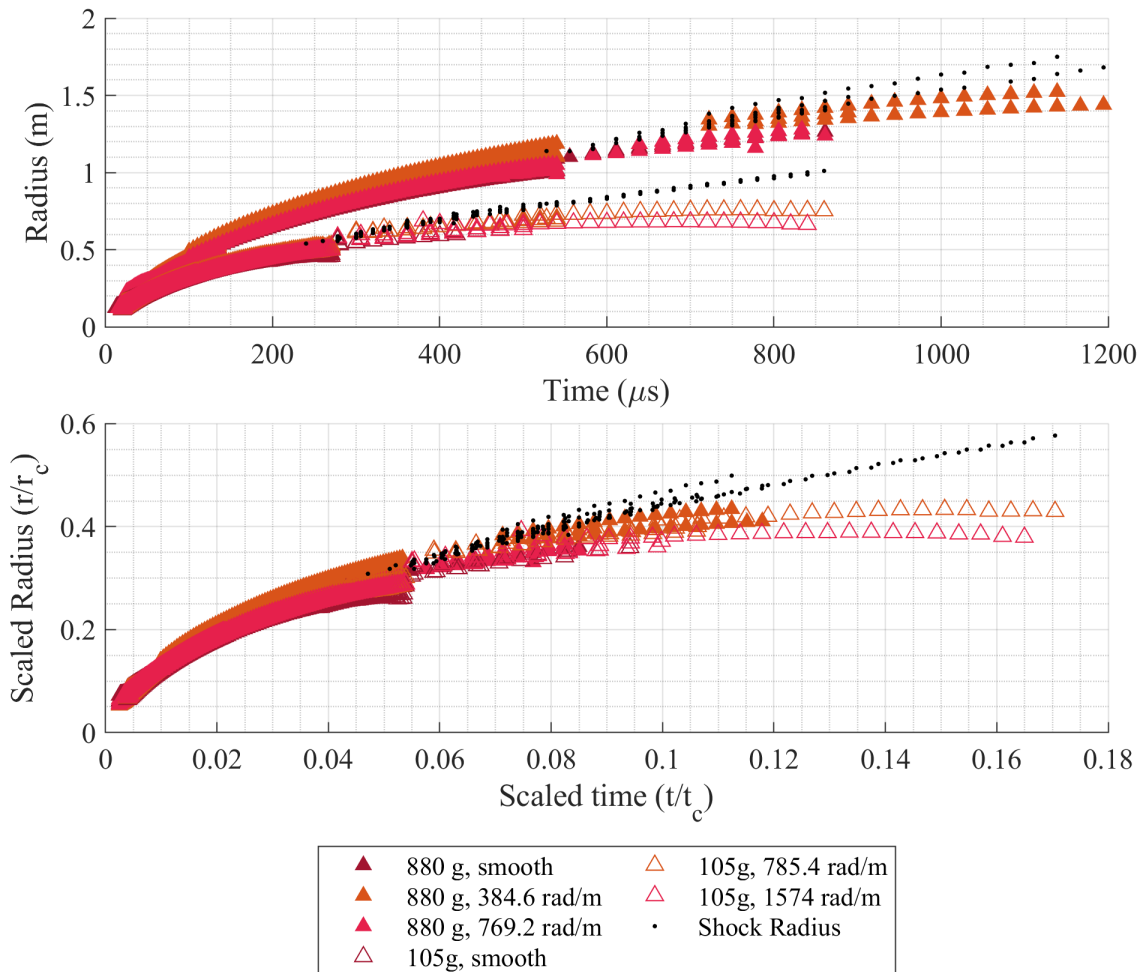 2
1.5
1
0.5
0
Radius (m)
0 200 400 600 800 1000 1200
Time (μs)
0.6
0.4
0.2
0
Scaled Radius (r/r_c)
0 0.02 0.04 0.06 0.08 0.1 0.12 0.14 0.16 0.18
Scaled time (t/t_c)
880 g, smooth
880 g, 384.6 rad/m
880 g, 769.2 rad/m
105g, smooth
105g, 785.4 rad/m
105g, 1574 rad/m
Shock Radius